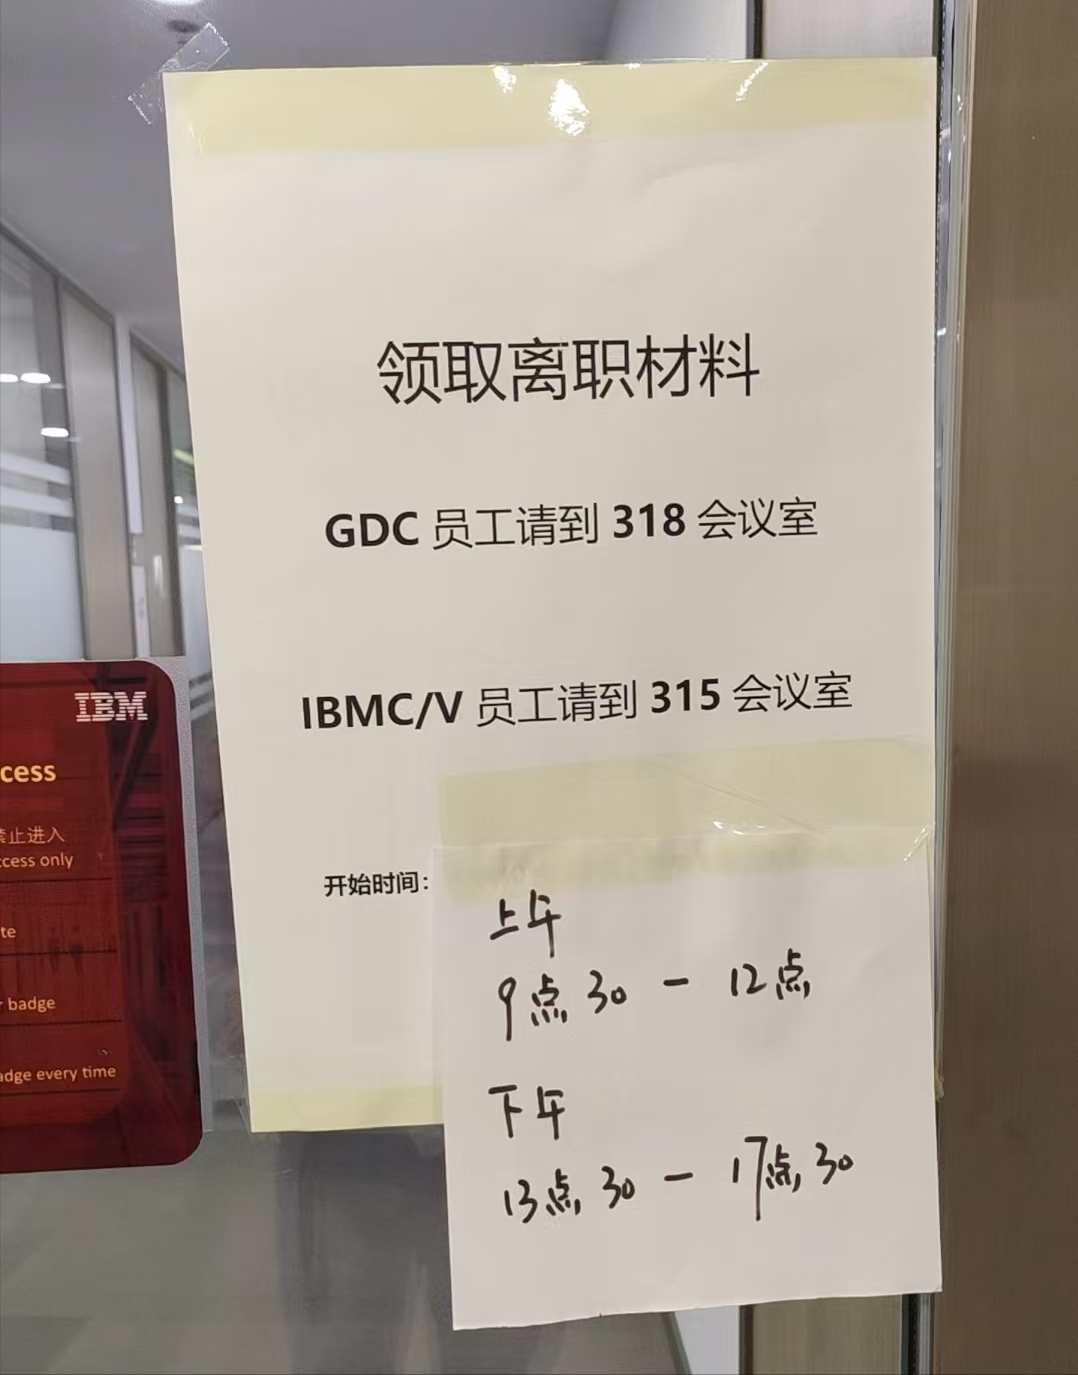 领取离职材料
GDC 员工请到 318 会议室
IBMC/V 员工请到 315 会议室
开始时间:
上午
9点30 - 12点
下午
13点30 - 17点30
IBM
cess
禁止进入
ccess only
te
r badge
adge every time